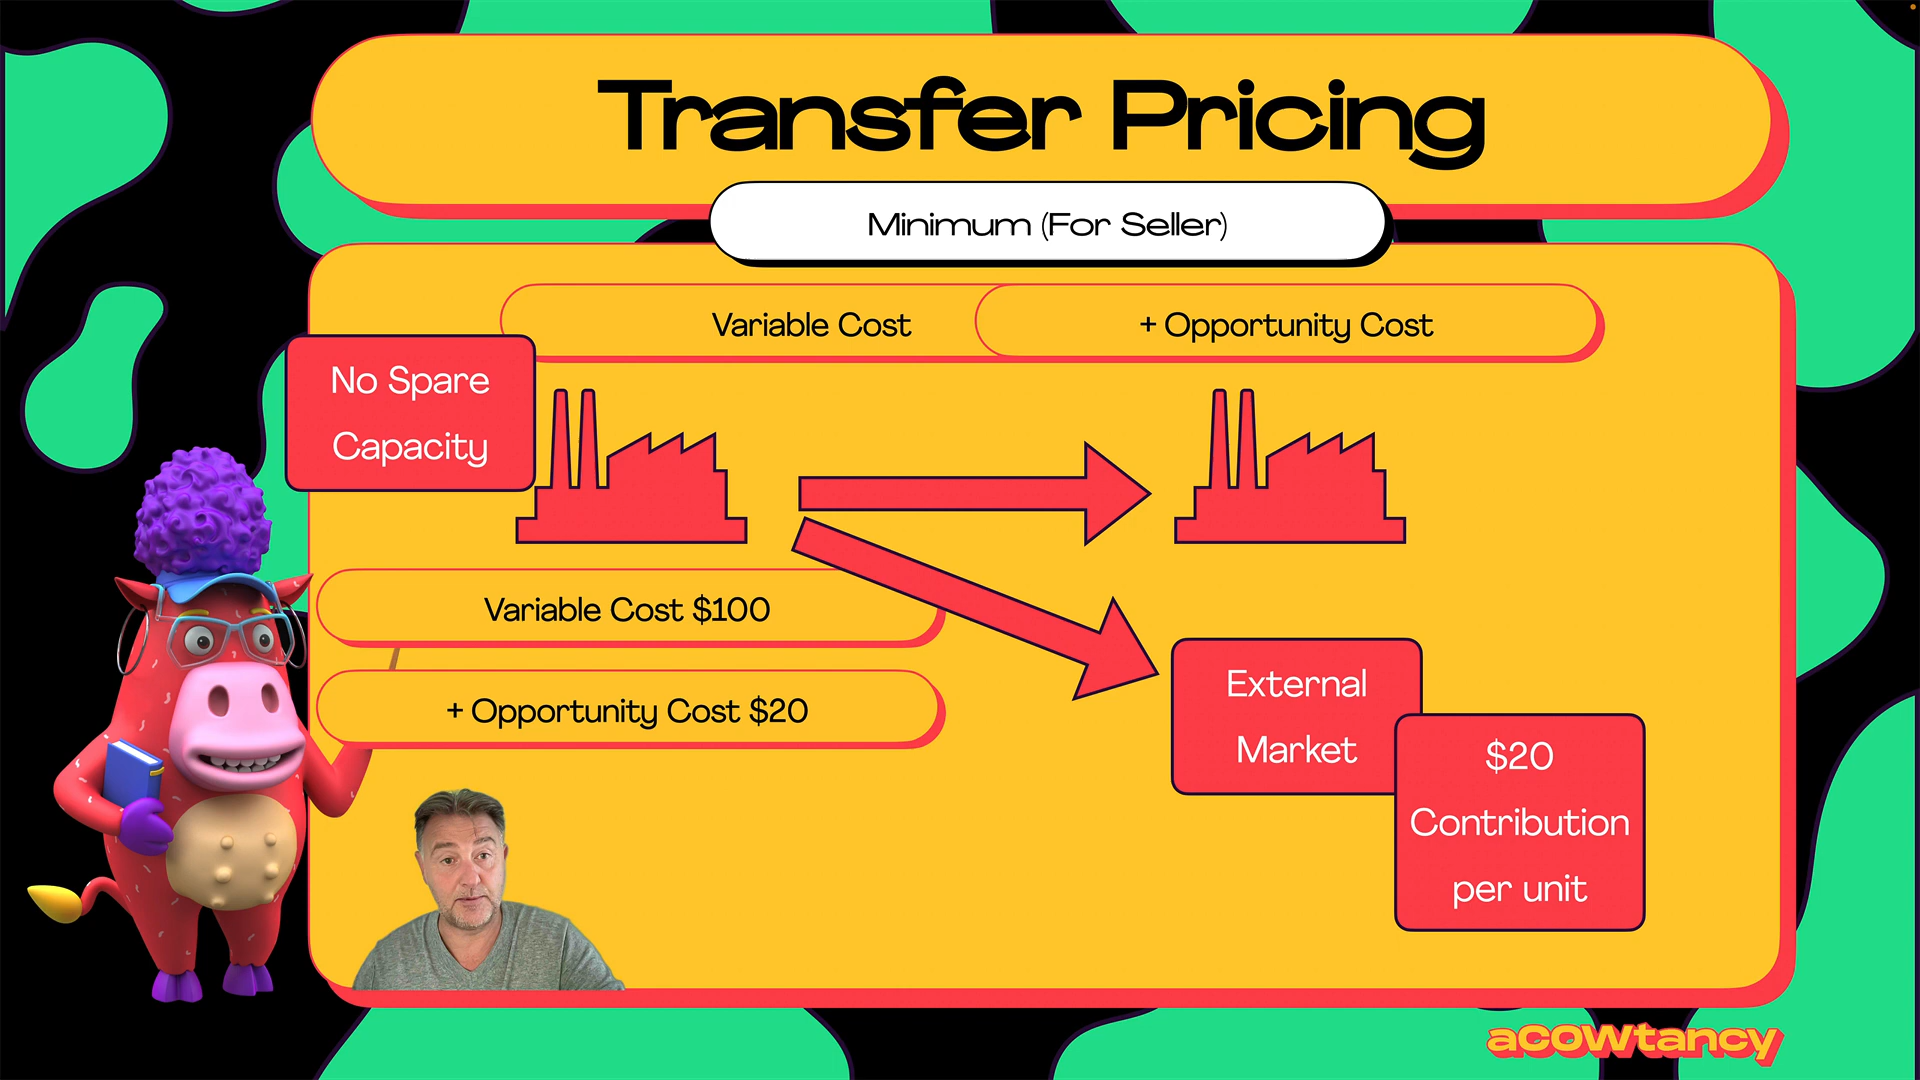 Transfer Pricing
Minimum (For Seller)
Variable Cost
+ Opportunity Cost
No Spare
Capacity
Variable Cost $100
+ Opportunity Cost $20
External
Market
$20
Contribution
per unit
aCOWtancy